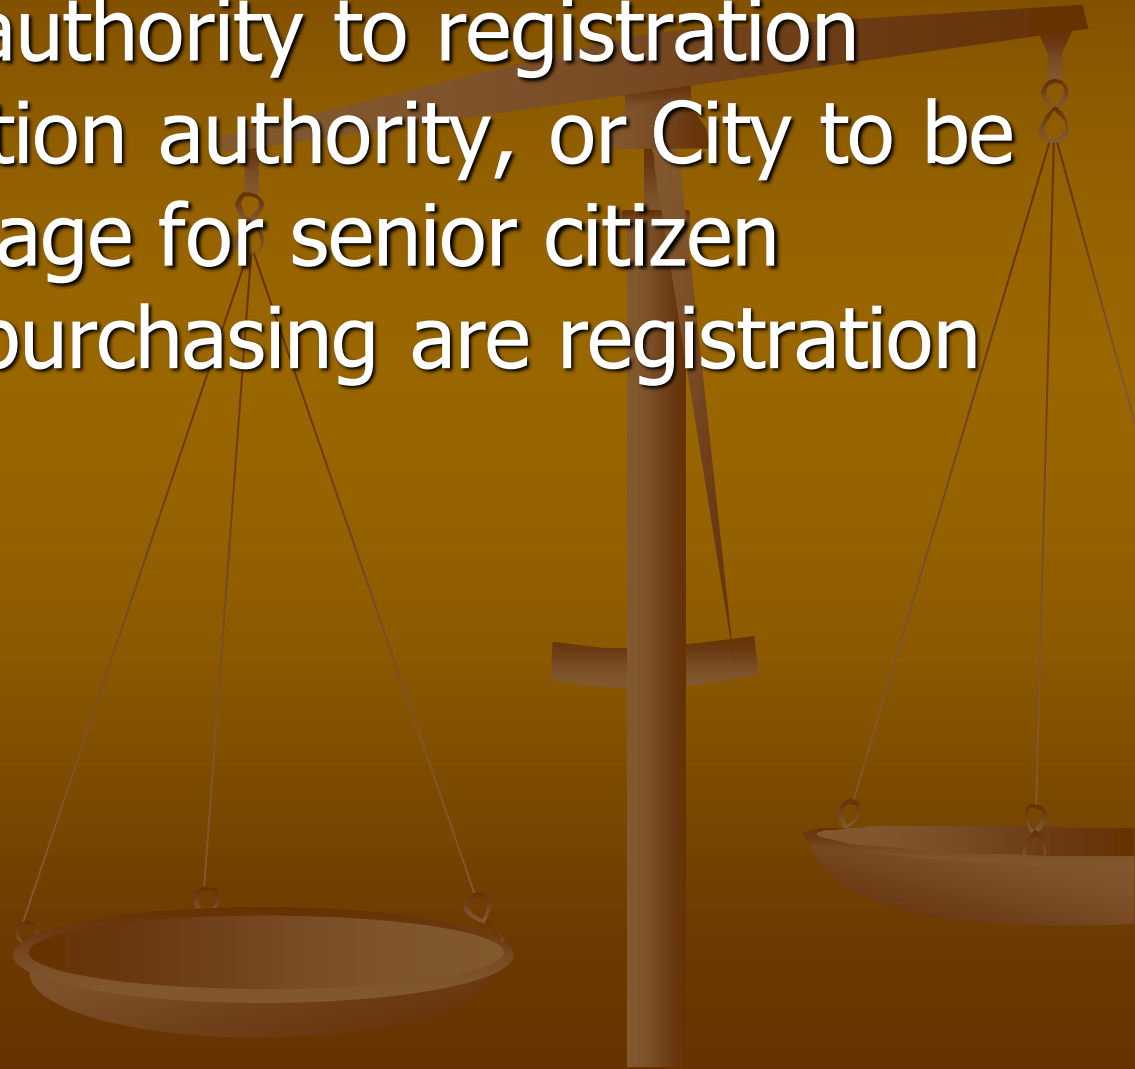 authority to registration
tion authority, or City to be
age for senior citizen
purchasing are registration